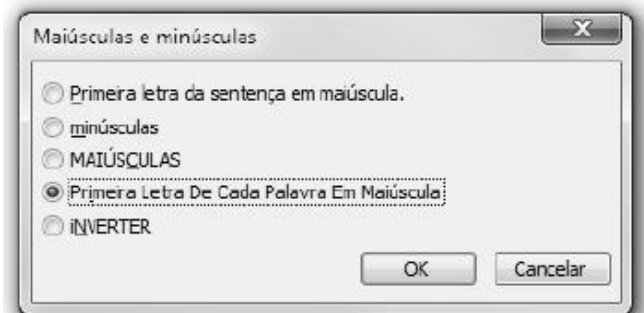 Maiúsculas e minúsculas
Primeira letra da sentença em maiúscula.
minúsculas
MAIÚSCULAS
Primeira Letra De Cada Palavra Em Maiúscula
iNVERTER
OK
Cancelar